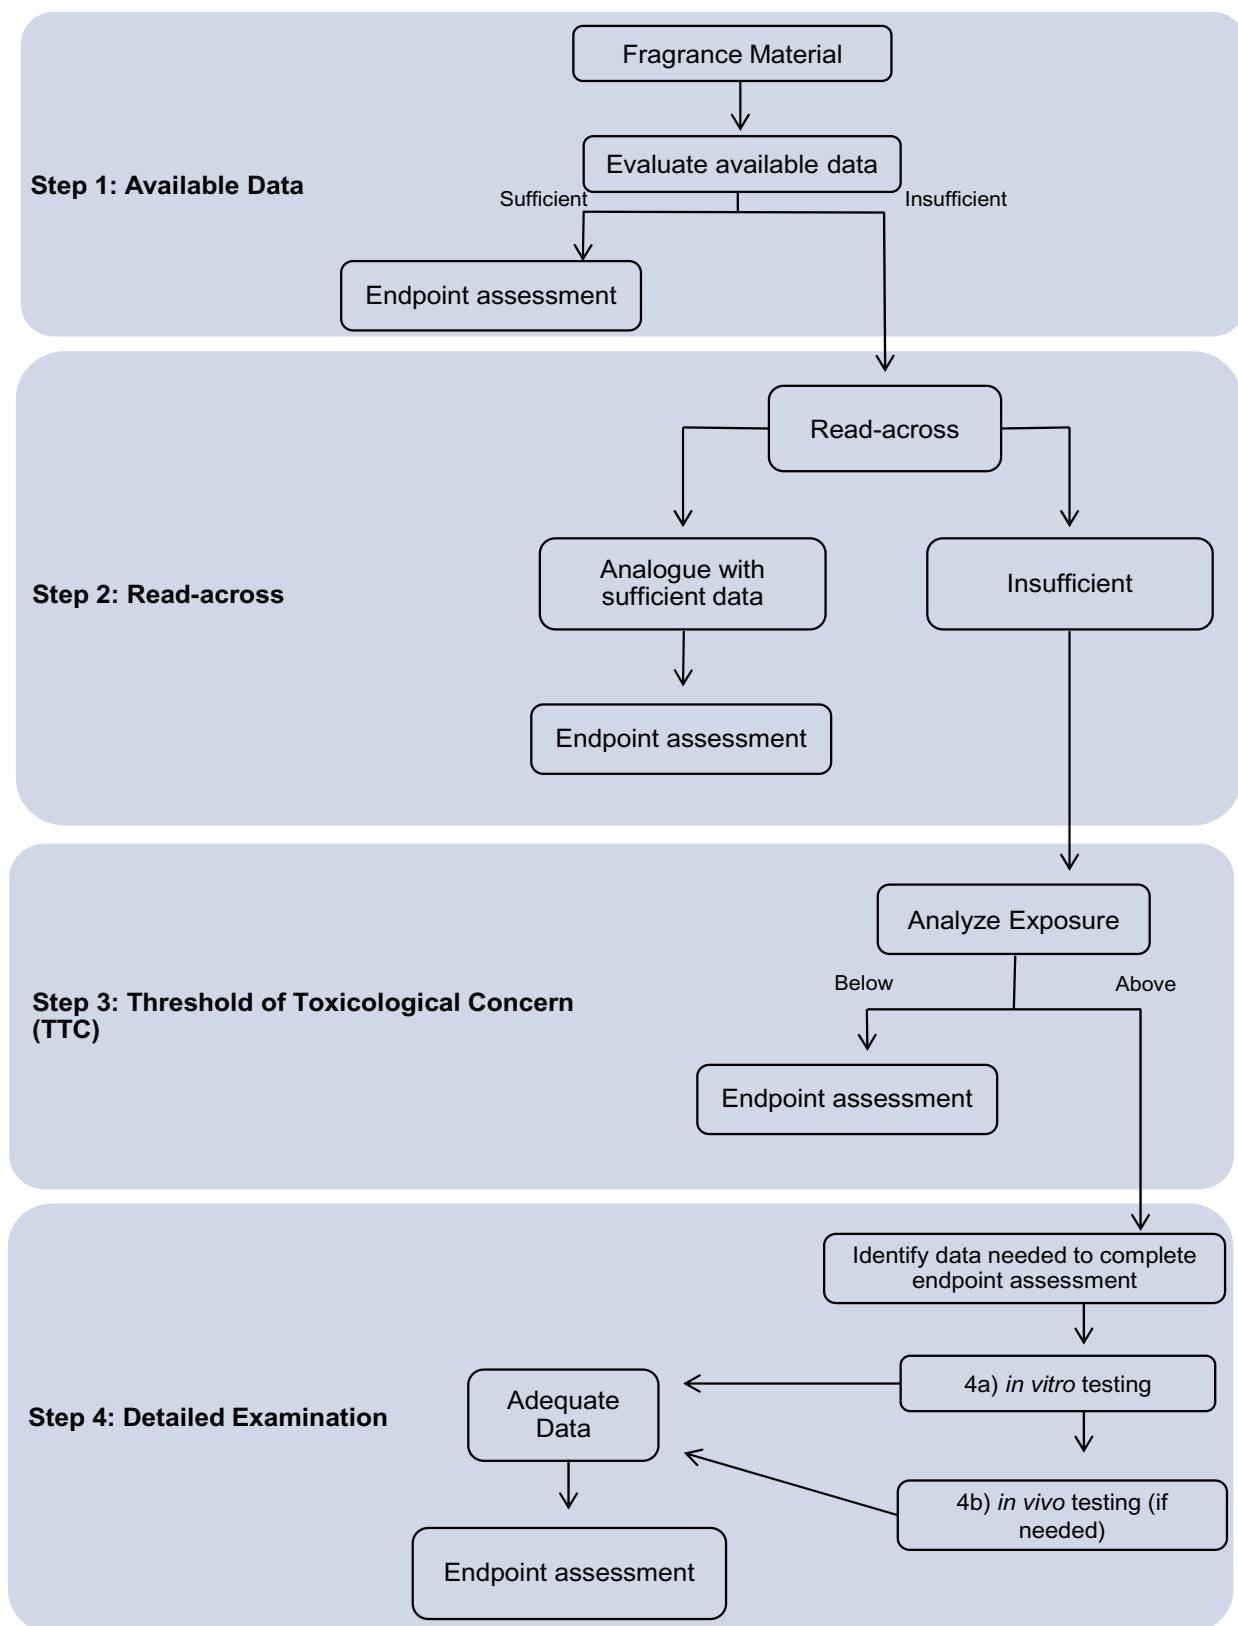 Fragrance Material
Evaluate available data
Step 1: Available Data
Sufficient
Insufficient
Endpoint assessment
Read-across
Step 2: Read-across
Analogue with
sufficient data
Insufficient
Endpoint assessment
Analyze Exposure
Below
Above
Step 3: Threshold of Toxicological Concern
(TTC)
Endpoint assessment
Identify data needed to complete
endpoint assessment
4a) in vitro testing
Step 4: Detailed Examination
Adequate
Data
4b) in vivo testing (if
needed)
Endpoint assessment